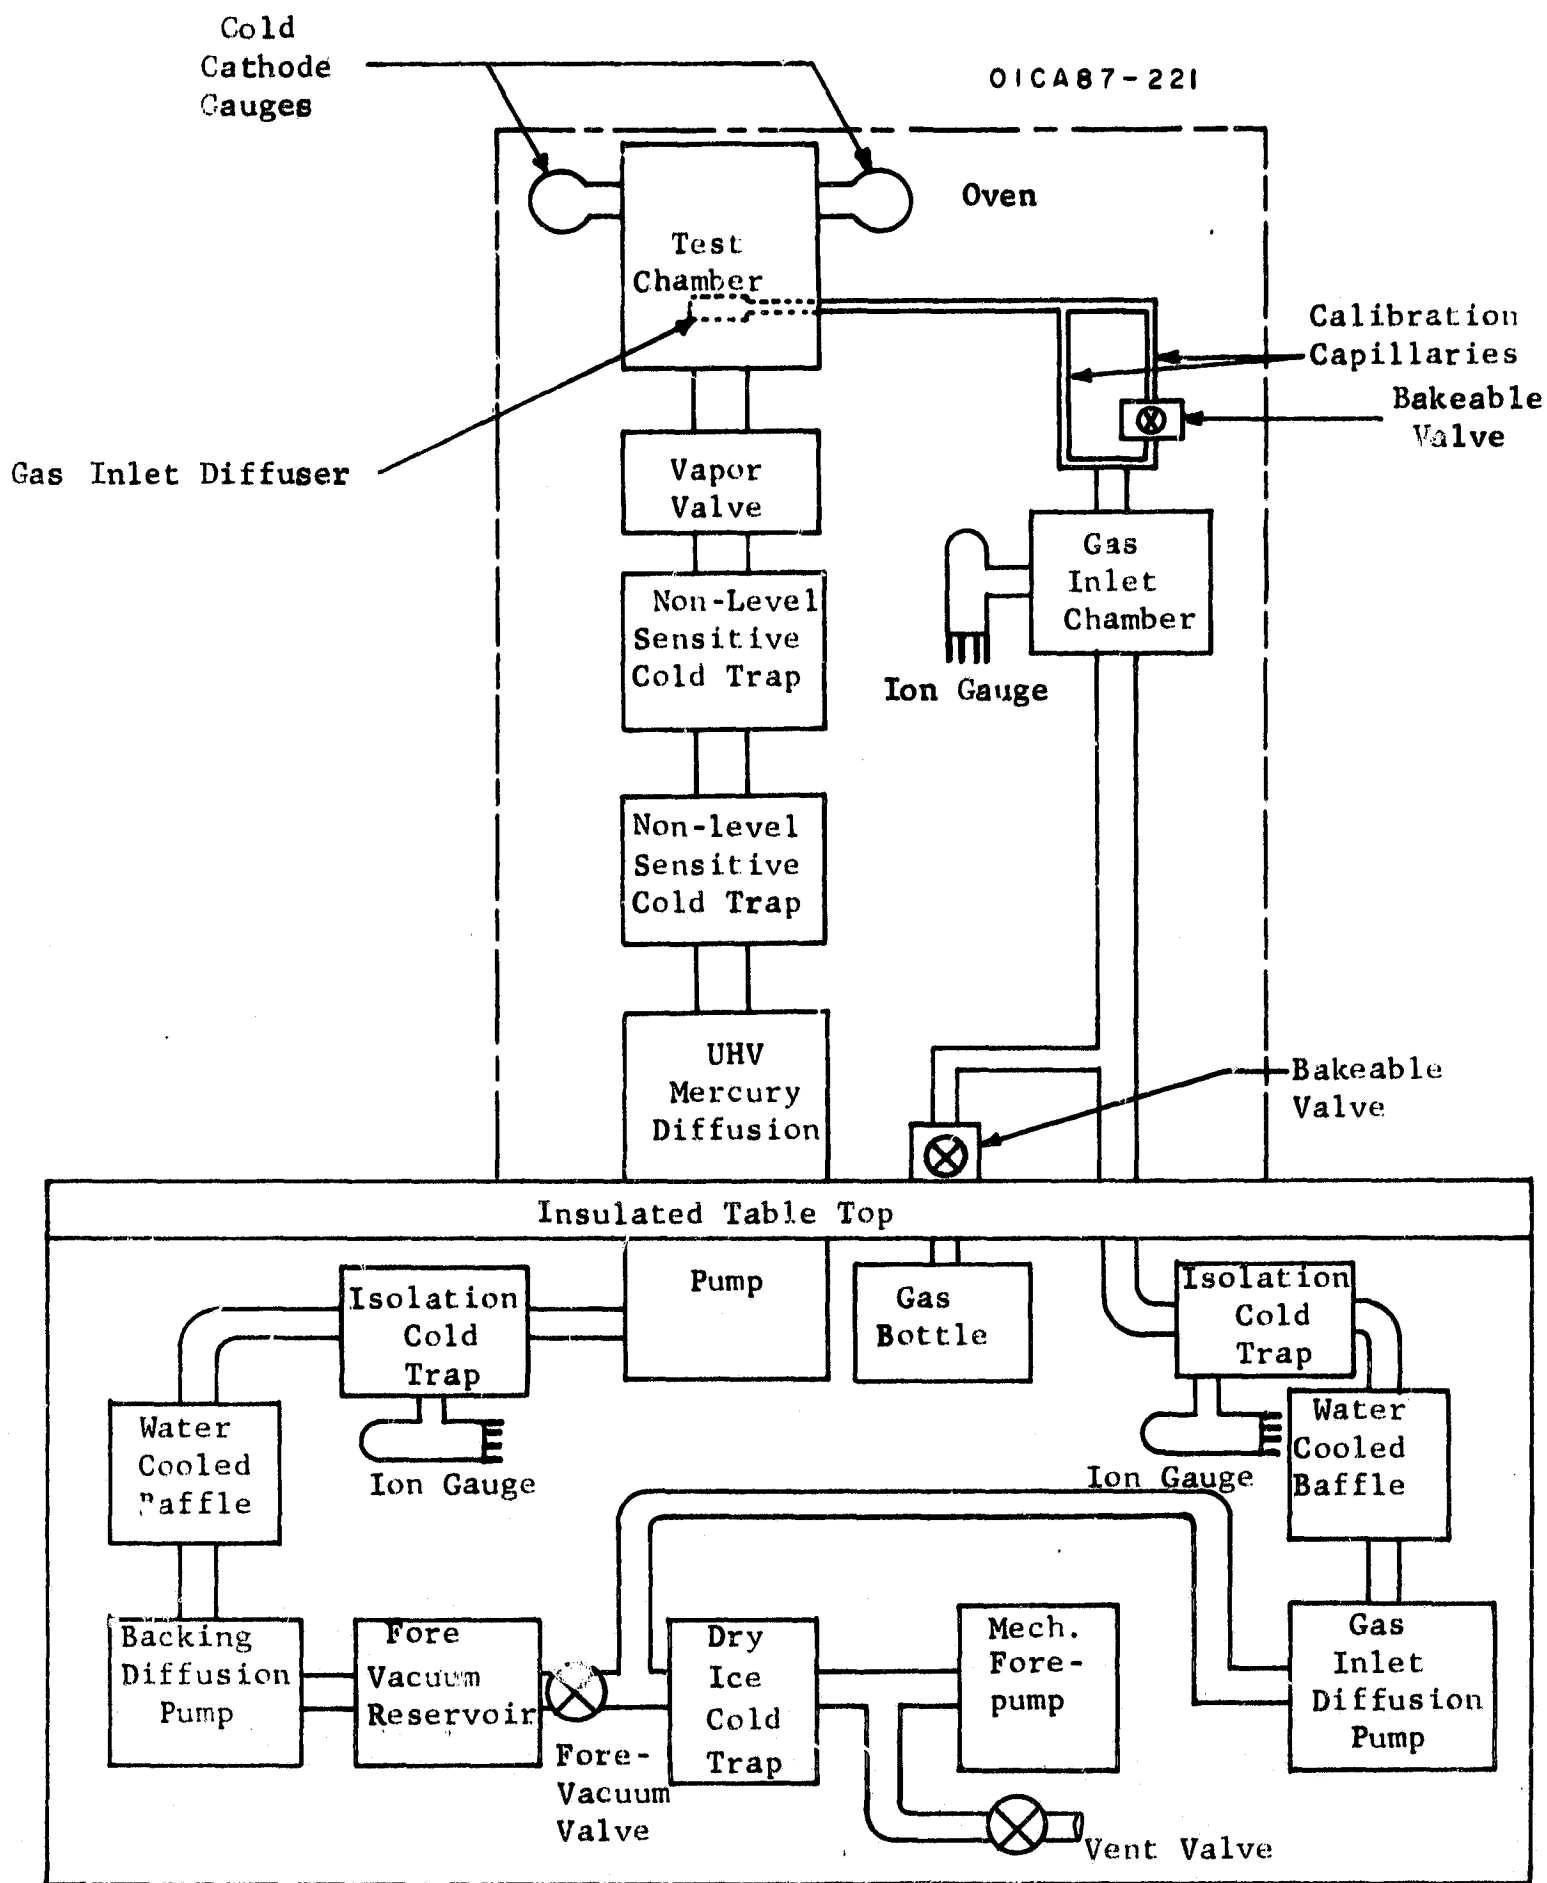 Cold
Cathode
Gauges
01CA87-221
Oven
Test
Chamber
Calibration
Capillaries
Bakeable
Valve
Gas Inlet Diffuser
Vapor
Valve
Gas
Inlet
Chamber
Non-Level
Sensitive
Cold Trap
Ion Gauge
Non-level
Sensitive
Cold Trap
UHV
Mercury
Diffusion
Bakeable
Valve
Insulated Table Top
Pump
Isolation
Cold
Trap
Gas
Bottle
Isolation
Cold
Trap
Water
Cooled
Baffle
Ion Gauge
Ion Gauge
Water
Cooled
Baffle
Backing
Diffusion
Pump
Fore
Vacuum
Reservoir
Fore-
Vacuum
Valve
Dry
Ice
Cold
Trap
Mech.
Fore-
pump
Gas
Inlet
Diffusion
Pump
Vent Valve